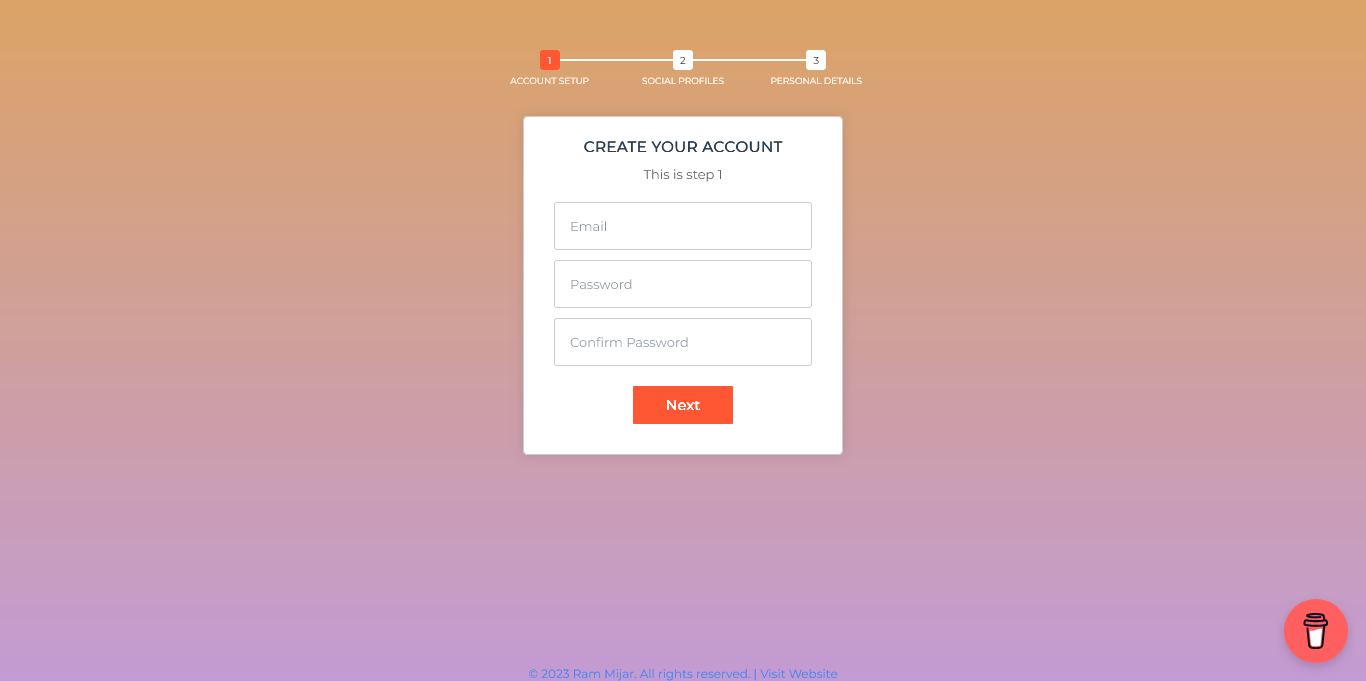 1 2 3
ACCOUNT SETUP SOCIAL PROFILES PERSONAL DETAILS
CREATE YOUR ACCOUNT
This is step 1
Email
Password
Confirm Password
Next
© 2023 Ram Mijar. All rights reserved. | Visit Website